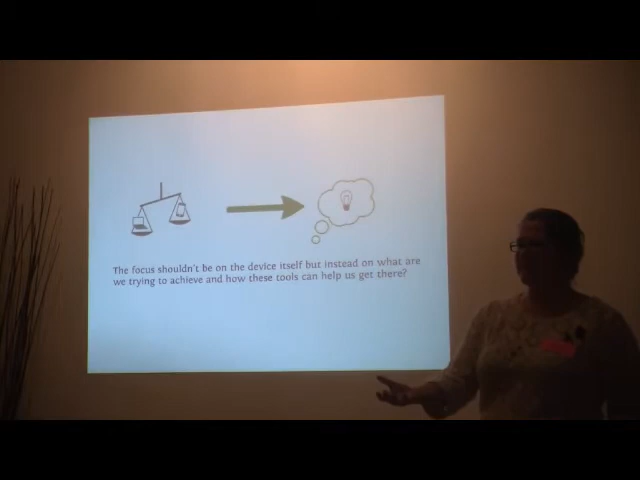 The focus shouldn't be on the device itself but instead on what are
we trying to achieve and how these tools can help us get there?